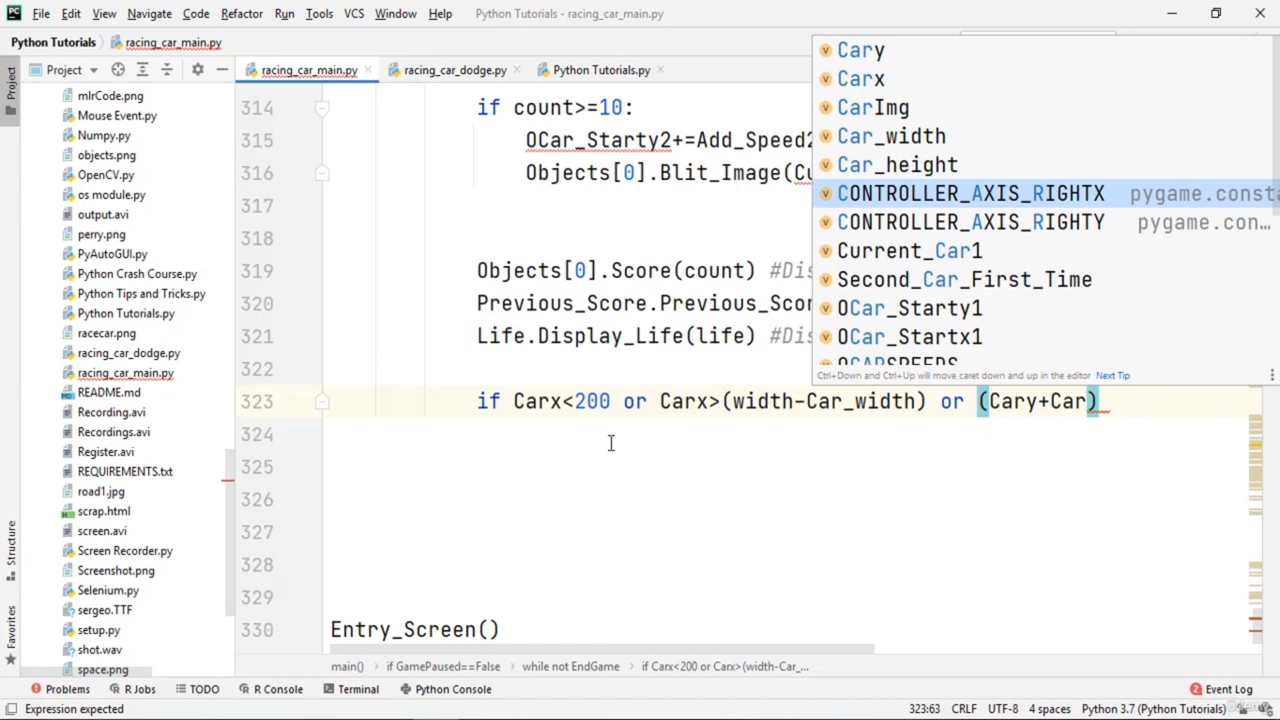 File Edit View Navigate Code Refactor Run Tools VCS Window Help Python Tutorials - racing_car_main.py
Python Tutorials racing_car_main.py
Project racing_car_main.py racing_car_dodge.py Python Tutorials.py
Project
Structure
Favorites
mlrCode.png
Mouse Event.py
Numpy.py
objects.png
OpenCV.py
os module.py
output.avi
perry.png
PyAutoGUI.py
Python Crash Course.py
Python Tips and Tricks.py
Python Tutorials.py
racecar.png
racing_car_dodge.py
racing_car_main.py
README.md
Recording.avi
Recordings.avi
Register.avi
REQUIREMENTS.txt
road1.jpg
scrap.html
screen.avi
Screen Recorder.py
Screenshot.png
Selenium.py
sergeo.TTF
setup.py
shot.wav
space.png
314 if count>=10:
315 OCar_Starty2+=Add_Speed2
316 Objects[0].Blit_Image(Cu
317
318
319 Objects[0].Score(count) #Dis
320 Previous_Score.Previous_Scor
321 Life.Display_Life(life) #Dis
322
323 if Carx<200 or Carx>(width-Car_width) or (Cary+Car)
324
325
326
327
328
329
330 Entry_Screen()
Cary
Carx
CarImg
Car_width
Car_height
CONTROLLER_AXIS_RIGHTX pygame.consta
CONTROLLER_AXIS_RIGHTY pygame.con…
Current_Car1
Second_Car_First_Time
OCar_Starty1
OCar_Startx1
OCARSPEEDS
Ctrl+Down and Ctrl+Up will move caret down and up in the editor Next Tip
main() if GamePaused==False while not EndGame if Carx<200 or Carx>(width-Car_...
Problems R Jobs TODO R Console Terminal Python Console 2 Event Log
Expression expected 323:63 CRLF UTF-8 4 spaces Python 3.7 (Python Tutorials)